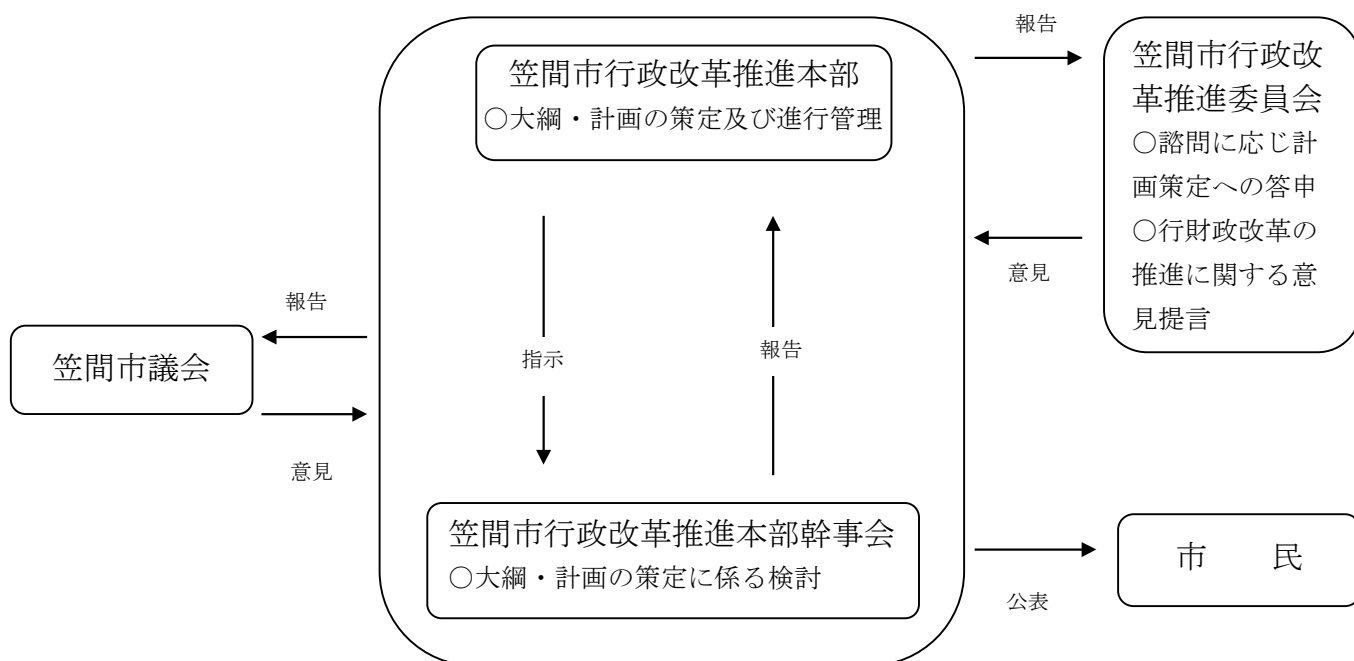 報告
笠間市行政改革推進本部
○大綱・計画の策定及び進行管理
笠間市行政改
革推進委員会
○諮問に応じ計
画策定への答申
○行財政改革の
推進に関する意
見提言
意見
報告
笠間市議会
意見
指示
報告
笠間市行政改革推進本部幹事会
○大綱・計画の策定に係る検討
市　　民
公表